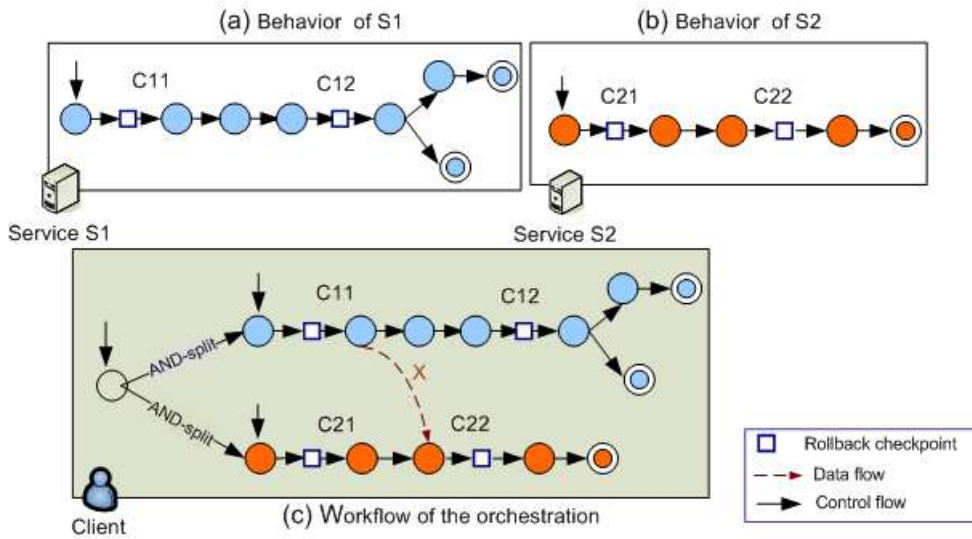 (a) Behavior of S1
(b) Behavior of S2
C11
C12
C21
C22
Service S1
Service S2
C11
C12
AND-split
X
AND-split
C21
C22
Rollback checkpoint
Data flow
Control flow
Client
(c) Workflow of the orchestration